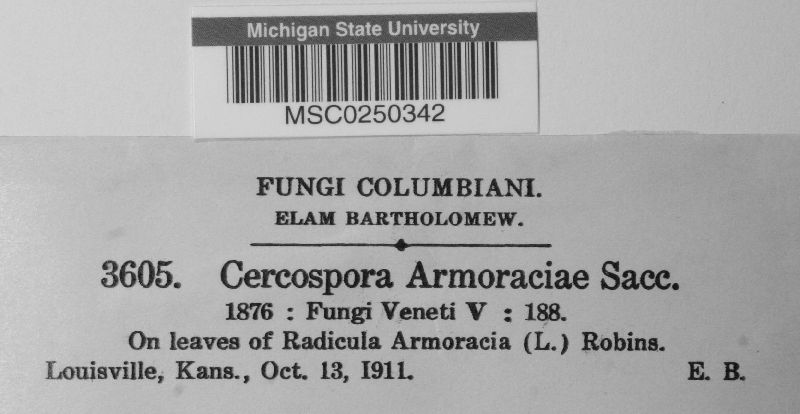 Michigan State University
MSC0250342
FUNGI COLUMBIANI.
ELAM BARTHOLOMEW.
3605. Cercospora Armoraciae Sacc.
1876 : Fungi Veneti V : 188.
On leaves of Radicula Armoracia (L.) Robins.
Louisville, Kans., Oct. 13, 1911. E. B.